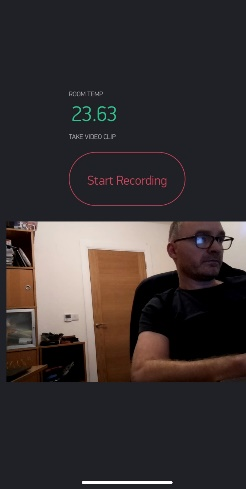 ROOM TEMP
23.63
TAKE VIDEO CLIP
Start Recording